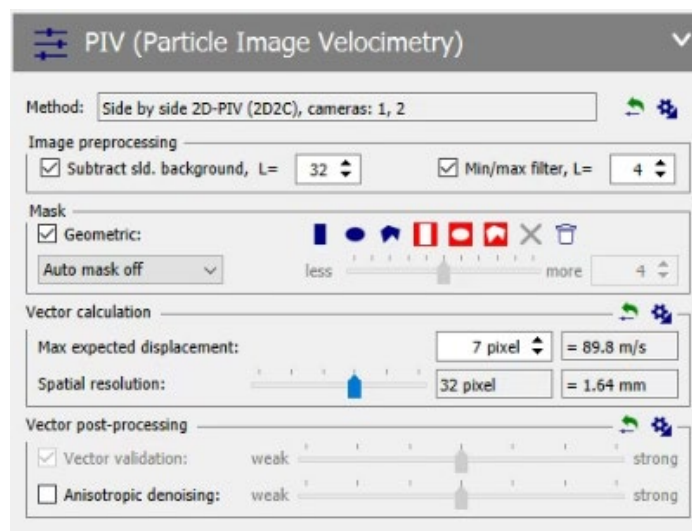 PIV (Particle Image Velocimetry)
Method: Side by side 2D-PIV (2D2C), cameras: 1, 2
Image preprocessing
Subtract sld. background, L= 32 Min/max filter, L= 4
Mask
Geometric:
Auto mask off less more 4
Vector calculation
Max expected displacement: 7 pixel = 89.8 m/s
Spatial resolution: 32 pixel = 1.64 mm
Vector post-processing
Vector validation: weak strong
Anisotropic denoising: weak strong